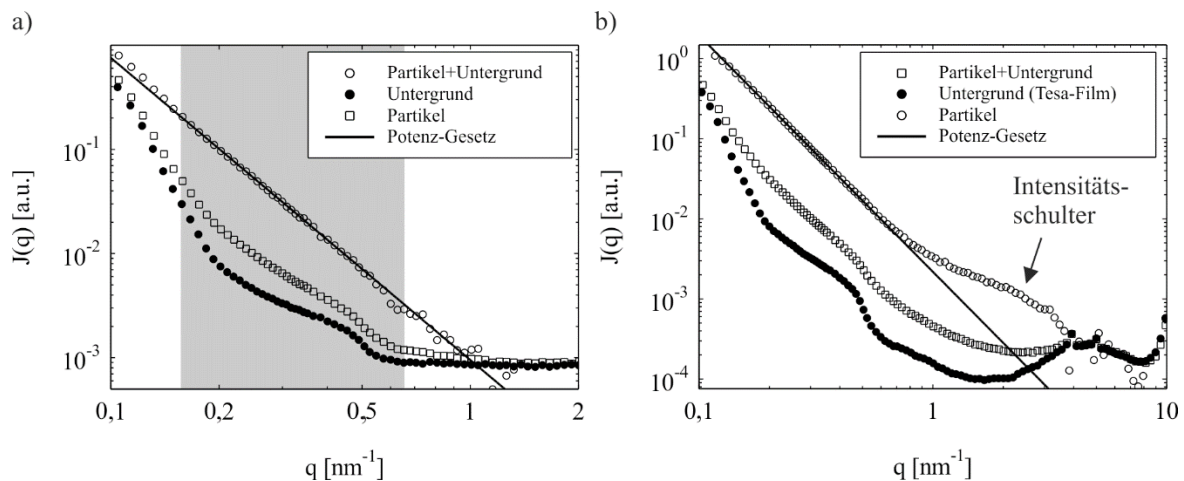 a)
10⁻¹
10⁻²
10⁻³
J(q) [a.u.]
0,1
0,2
0,5
1
2
q [nm⁻¹]
Partikel+Untergrund
Untergrund
Partikel
Potenz-Gesetz
b)
10⁰
10⁻¹
10⁻²
10⁻³
10⁻⁴
J(q) [a.u.]
0,1
1
10
q [nm⁻¹]
Partikel+Untergrund
Untergrund (Tesa-Film)
Partikel
Potenz-Gesetz
Intensitäts-
schulter